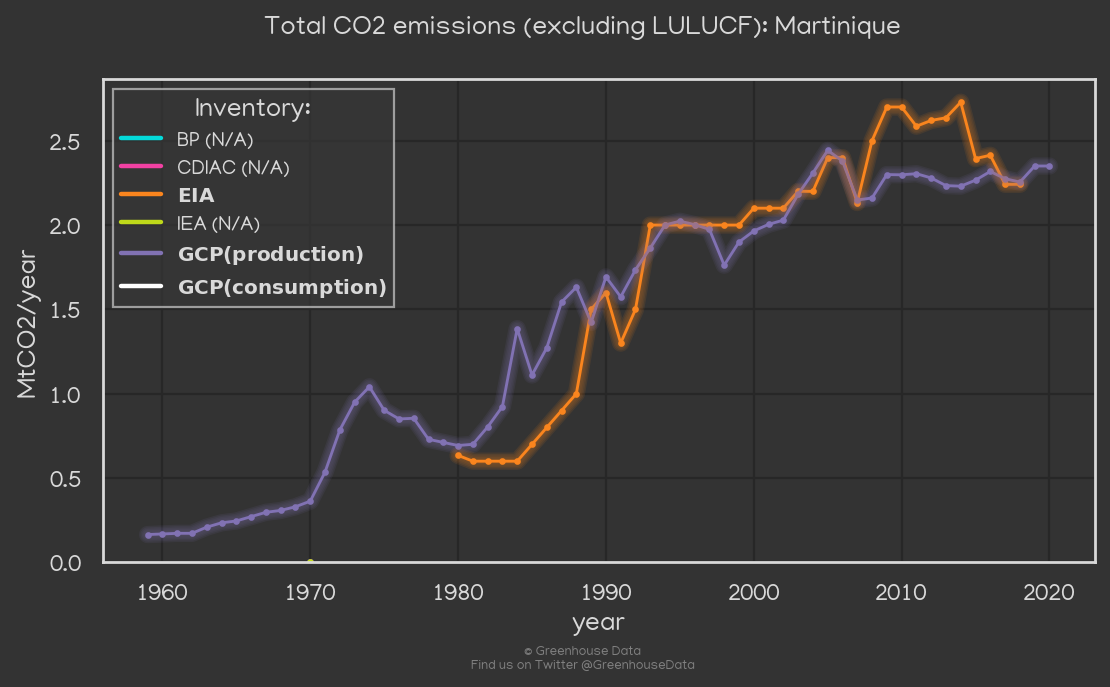 Total CO2 emissions (excluding LULUCF): Martinique
Inventory:
BP (N/A)
CDIAC (N/A)
EIA
IEA (N/A)
GCP(production)
GCP(consumption)
MtCO2/year
2.5
2.0
1.5
1.0
0.5
0.0
1960 1970 1980 1990 2000 2010 2020
year
© Greenhouse Data
Find us on Twitter @GreenhouseData